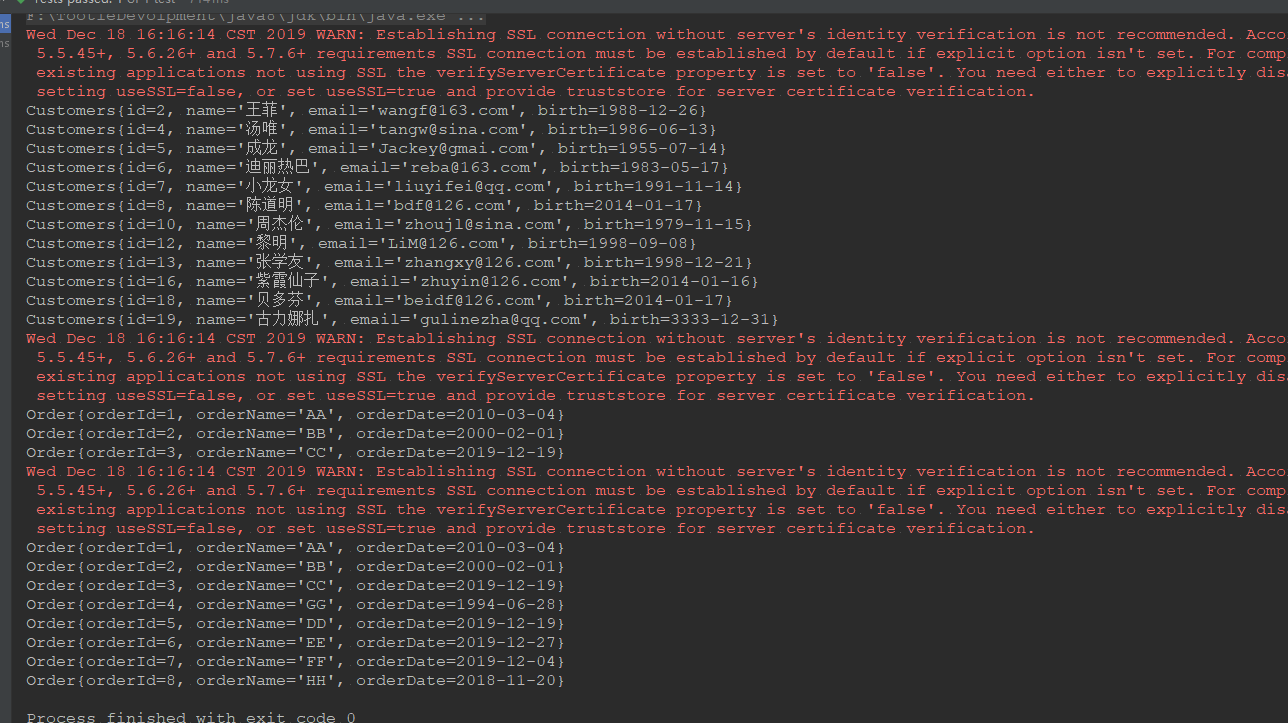 Tests passed: 1 of 1 test - 714ms
F:\TootieDevolpment\java8\jdk\bin\java.exe ...
Wed Dec 18 16:16:14 CST 2019 WARN: Establishing SSL connection without server's identity verification is not recommended. Acco
5.5.45+, 5.6.26+ and 5.7.6+ requirements SSL connection must be established by default if explicit option isn't set. For comp
existing applications not using SSL the verifyServerCertificate property is set to 'false'. You need either to explicitly disa
setting useSSL=false, or set useSSL=true and provide truststore for server certificate verification.
Customers{id=2, name='王菲', email='wangf@163.com', birth=1988-12-26}
Customers{id=4, name='汤唯', email='tangw@sina.com', birth=1986-06-13}
Customers{id=5, name='成龙', email='Jackey@gmai.com', birth=1955-07-14}
Customers{id=6, name='迪丽热巴', email='reba@163.com', birth=1983-05-17}
Customers{id=7, name='小龙女', email='liuyifei@qq.com', birth=1991-11-14}
Customers{id=8, name='陈道明', email='bdf@126.com', birth=2014-01-17}
Customers{id=10, name='周杰伦', email='zhoujl@sina.com', birth=1979-11-15}
Customers{id=12, name='黎明', email='LiM@126.com', birth=1998-09-08}
Customers{id=13, name='张学友', email='zhangxy@126.com', birth=1998-12-21}
Customers{id=16, name='紫霞仙子', email='zhuyin@126.com', birth=2014-01-16}
Customers{id=18, name='贝多芬', email='beidf@126.com', birth=2014-01-17}
Customers{id=19, name='古力娜扎', email='gulinezha@qq.com', birth=3333-12-31}
Wed Dec 18 16:16:14 CST 2019 WARN: Establishing SSL connection without server's identity verification is not recommended. Acco
5.5.45+, 5.6.26+ and 5.7.6+ requirements SSL connection must be established by default if explicit option isn't set. For comp
existing applications not using SSL the verifyServerCertificate property is set to 'false'. You need either to explicitly disa
setting useSSL=false, or set useSSL=true and provide truststore for server certificate verification.
Order{orderId=1, orderName='AA', orderDate=2010-03-04}
Order{orderId=2, orderName='BB', orderDate=2000-02-01}
Order{orderId=3, orderName='CC', orderDate=2019-12-19}
Wed Dec 18 16:16:14 CST 2019 WARN: Establishing SSL connection without server's identity verification is not recommended. Acco
5.5.45+, 5.6.26+ and 5.7.6+ requirements SSL connection must be established by default if explicit option isn't set. For comp
existing applications not using SSL the verifyServerCertificate property is set to 'false'. You need either to explicitly disa
setting useSSL=false, or set useSSL=true and provide truststore for server certificate verification.
Order{orderId=1, orderName='AA', orderDate=2010-03-04}
Order{orderId=2, orderName='BB', orderDate=2000-02-01}
Order{orderId=3, orderName='CC', orderDate=2019-12-19}
Order{orderId=4, orderName='GG', orderDate=1994-06-28}
Order{orderId=5, orderName='DD', orderDate=2019-12-19}
Order{orderId=6, orderName='EE', orderDate=2019-12-27}
Order{orderId=7, orderName='FF', orderDate=2019-12-04}
Order{orderId=8, orderName='HH', orderDate=2018-11-20}
Process finished with exit code 0